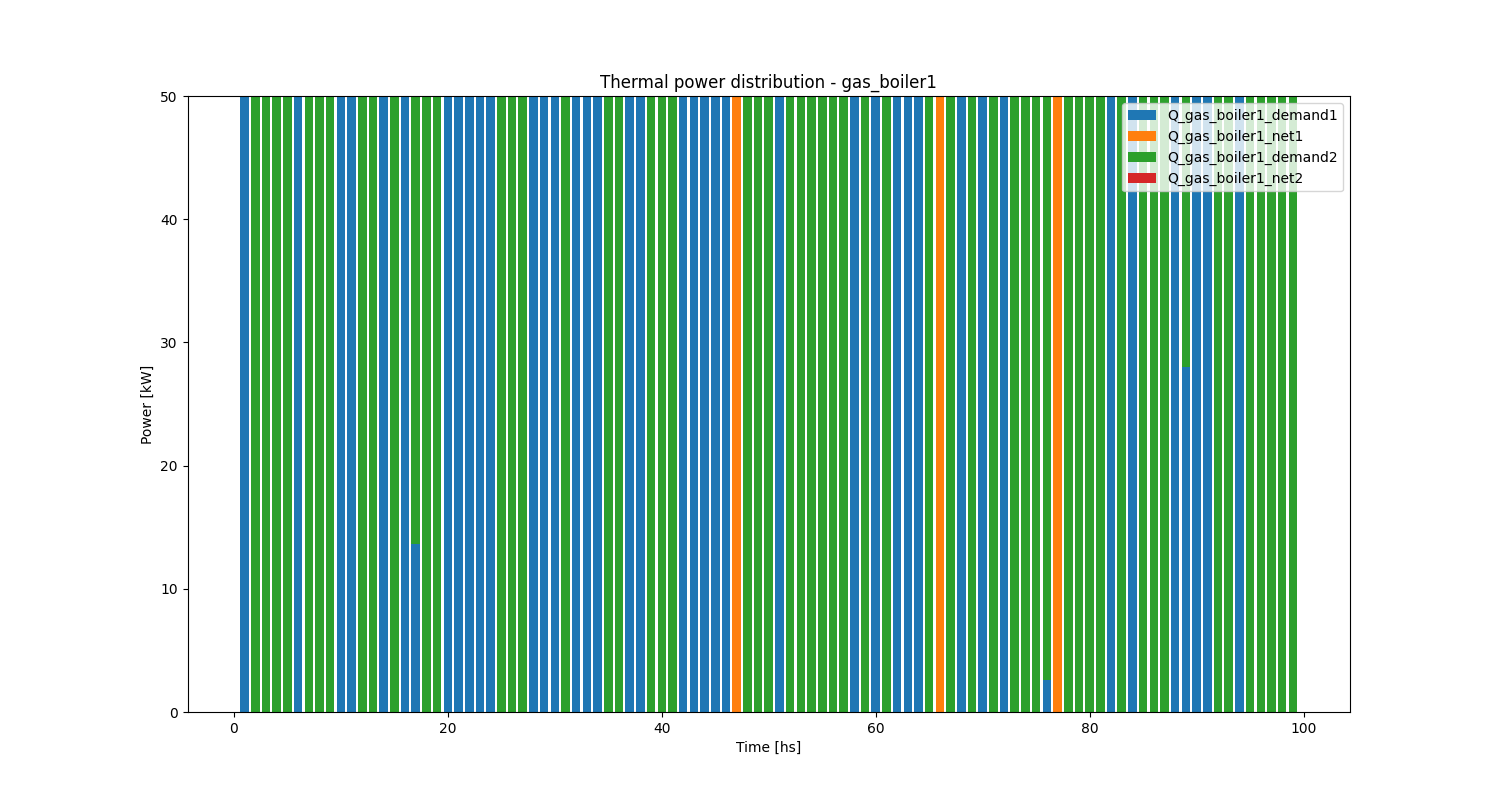 Thermal power distribution - gas_boiler1
50
40
30
20
10
0
Power [kW]
Q_gas_boiler1_demand1
Q_gas_boiler1_net1
Q_gas_boiler1_demand2
Q_gas_boiler1_net2
0 20 40 60 80 100
Time [hs]